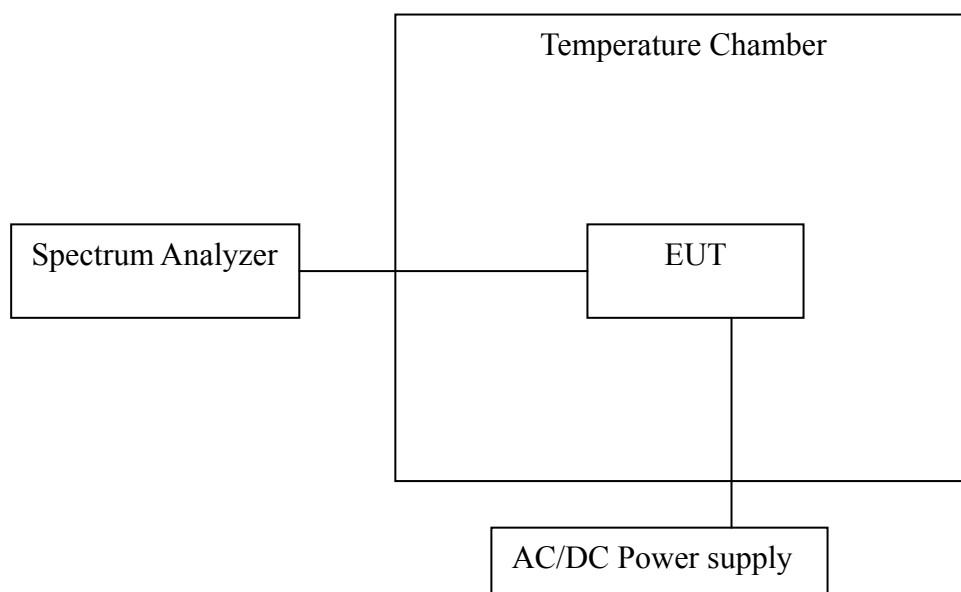 Temperature Chamber
Spectrum Analyzer
EUT
AC/DC Power supply